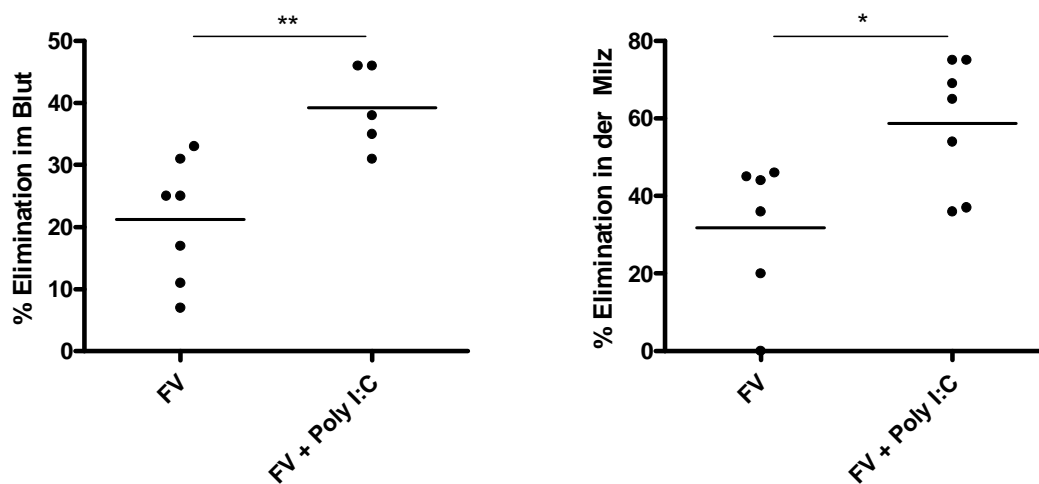 **
% Elimination im Blut
50
40
30
20
10
0
FV
FV + Poly I:C
*
% Elimination in der Milz
80
60
40
20
0
FV
FV + Poly I:C